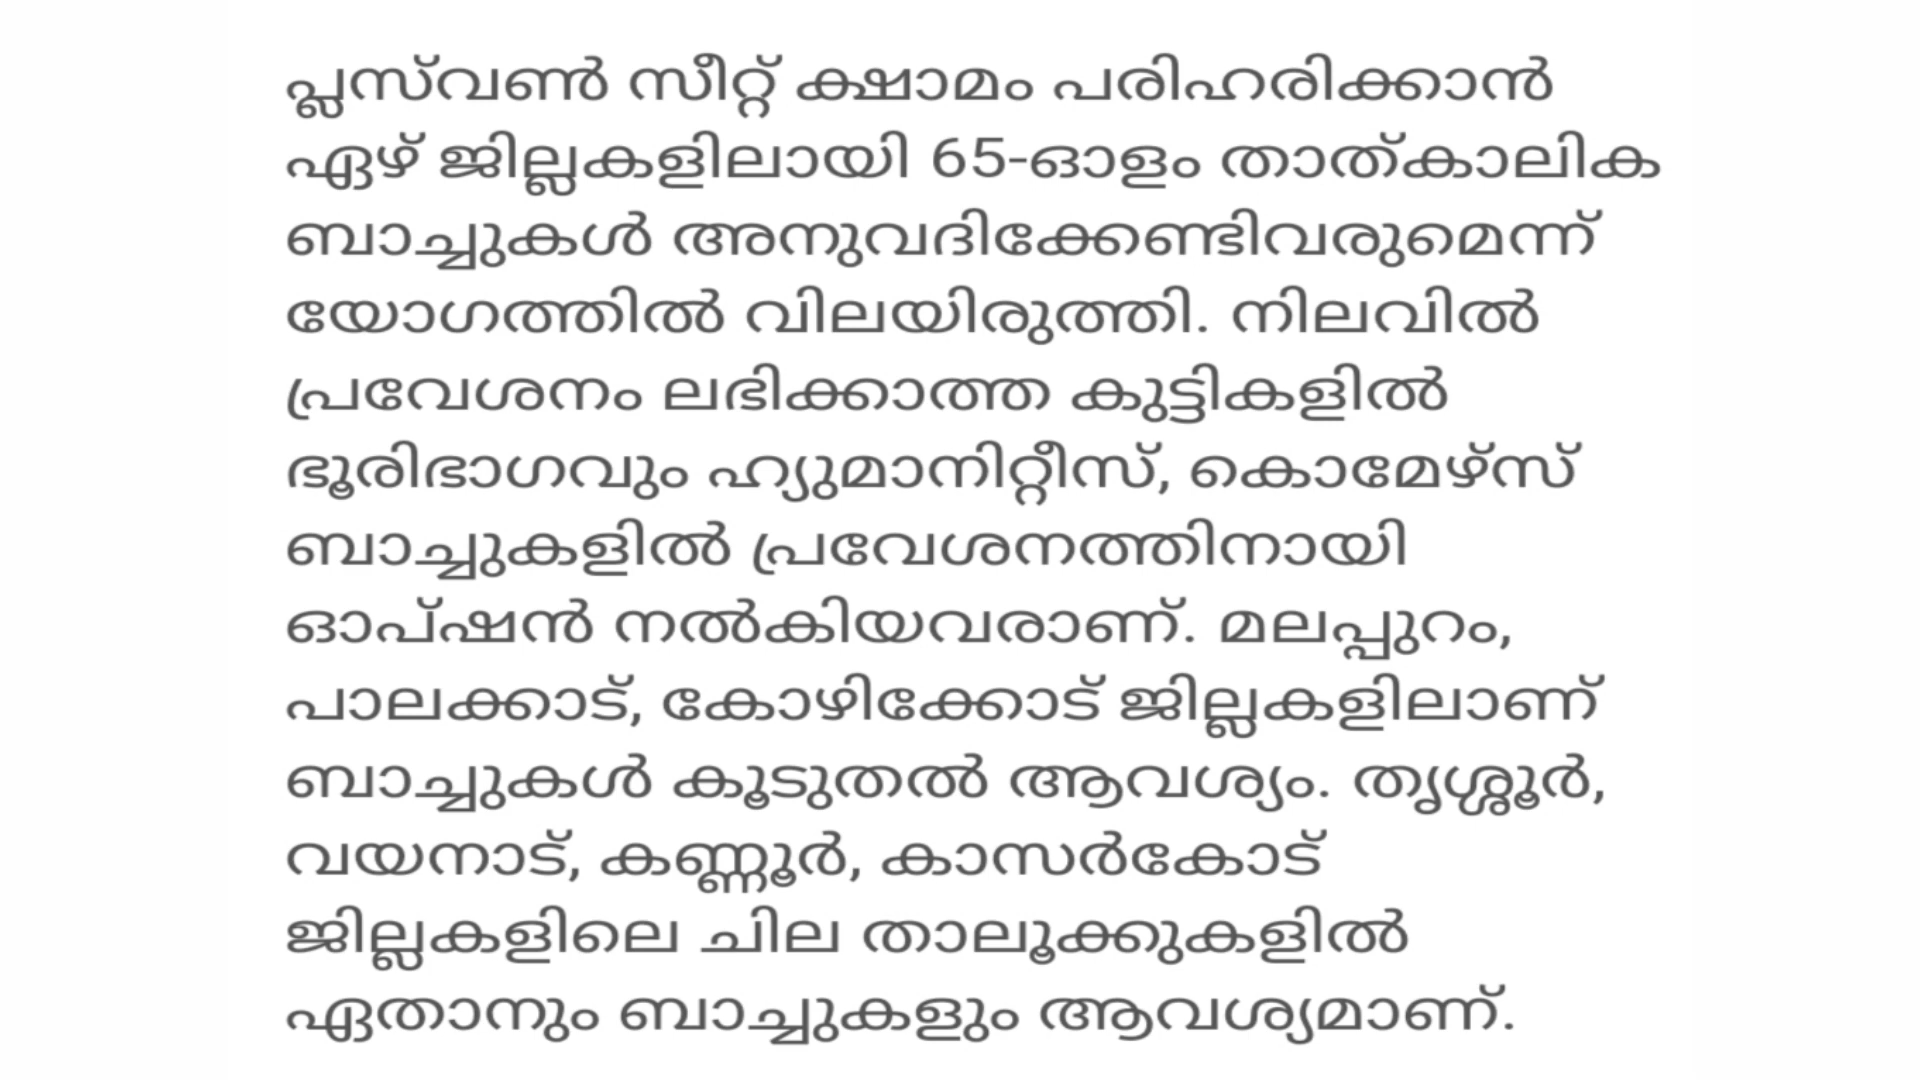 പ്ലസ്‌വൺ സീറ്റ് ക്ഷാമം പരിഹരിക്കാൻ
ഏഴ് ജില്ലകളിലായി 65-ഓളം താത്കാലിക
ബാച്ചുകൾ അനുവദിക്കേണ്ടിവരുമെന്ന്
യോഗത്തിൽ വിലയിരുത്തി. നിലവിൽ
പ്രവേശനം ലഭിക്കാത്ത കുട്ടികളിൽ
ഭൂരിഭാഗവും ഹ്യുമാനിറ്റീസ്, കൊമേഴ്സ്
ബാച്ചുകളിൽ പ്രവേശനത്തിനായി
ഓപ്ഷൻ നൽകിയവരാണ്. മലപ്പുറം,
പാലക്കാട്, കോഴിക്കോട് ജില്ലകളിലാണ്
ബാച്ചുകൾ കൂടുതൽ ആവശ്യം. തൃശ്ശൂർ,
വയനാട്, കണ്ണൂർ, കാസർകോട്
ജില്ലകളിലെ ചില താലൂക്കുകളിൽ
ഏതാനും ബാച്ചുകളും ആവശ്യമാണ്.